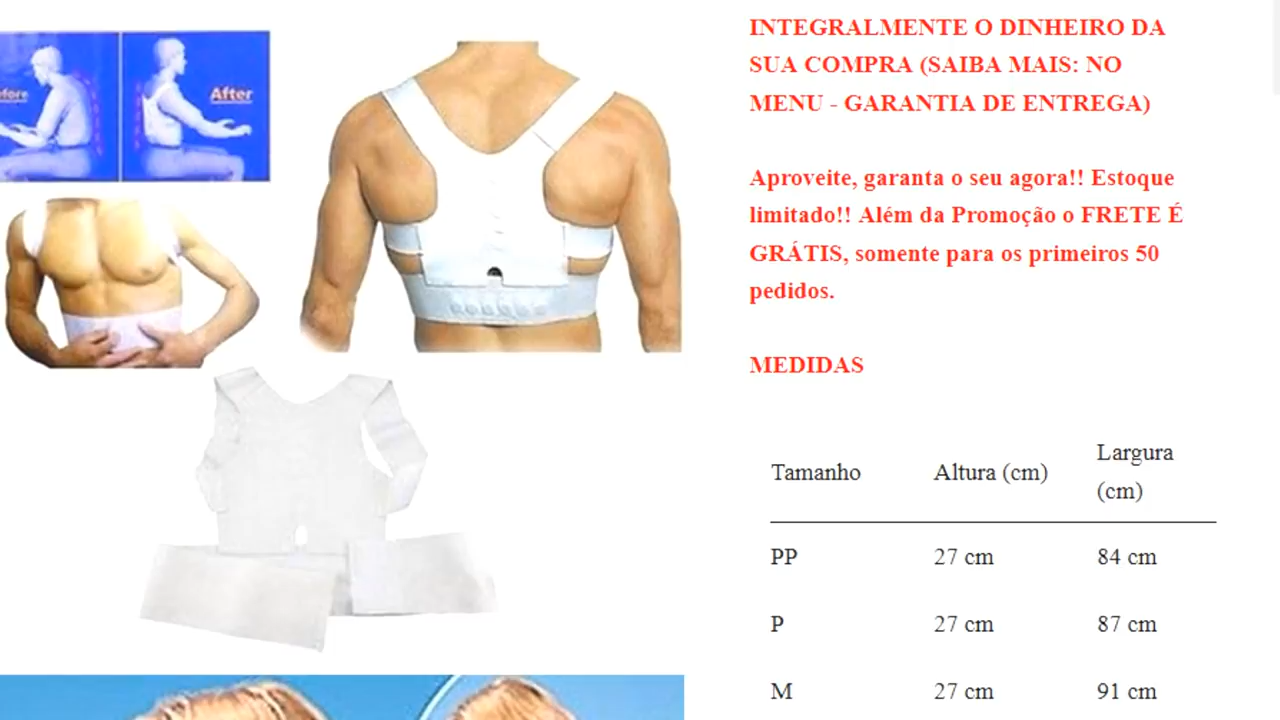 efore
After
INTEGRALMENTE O DINHEIRO DA
SUA COMPRA (SAIBA MAIS: NO
MENU - GARANTIA DE ENTREGA)
Aproveite, garanta o seu agora!! Estoque
limitado!! Além da Promoção o FRETE É
GRÁTIS, somente para os primeiros 50
pedidos.
MEDIDAS
Tamanho Altura (cm) Largura
(cm)
PP 27 cm 84 cm
P 27 cm 87 cm
M 27 cm 91 cm